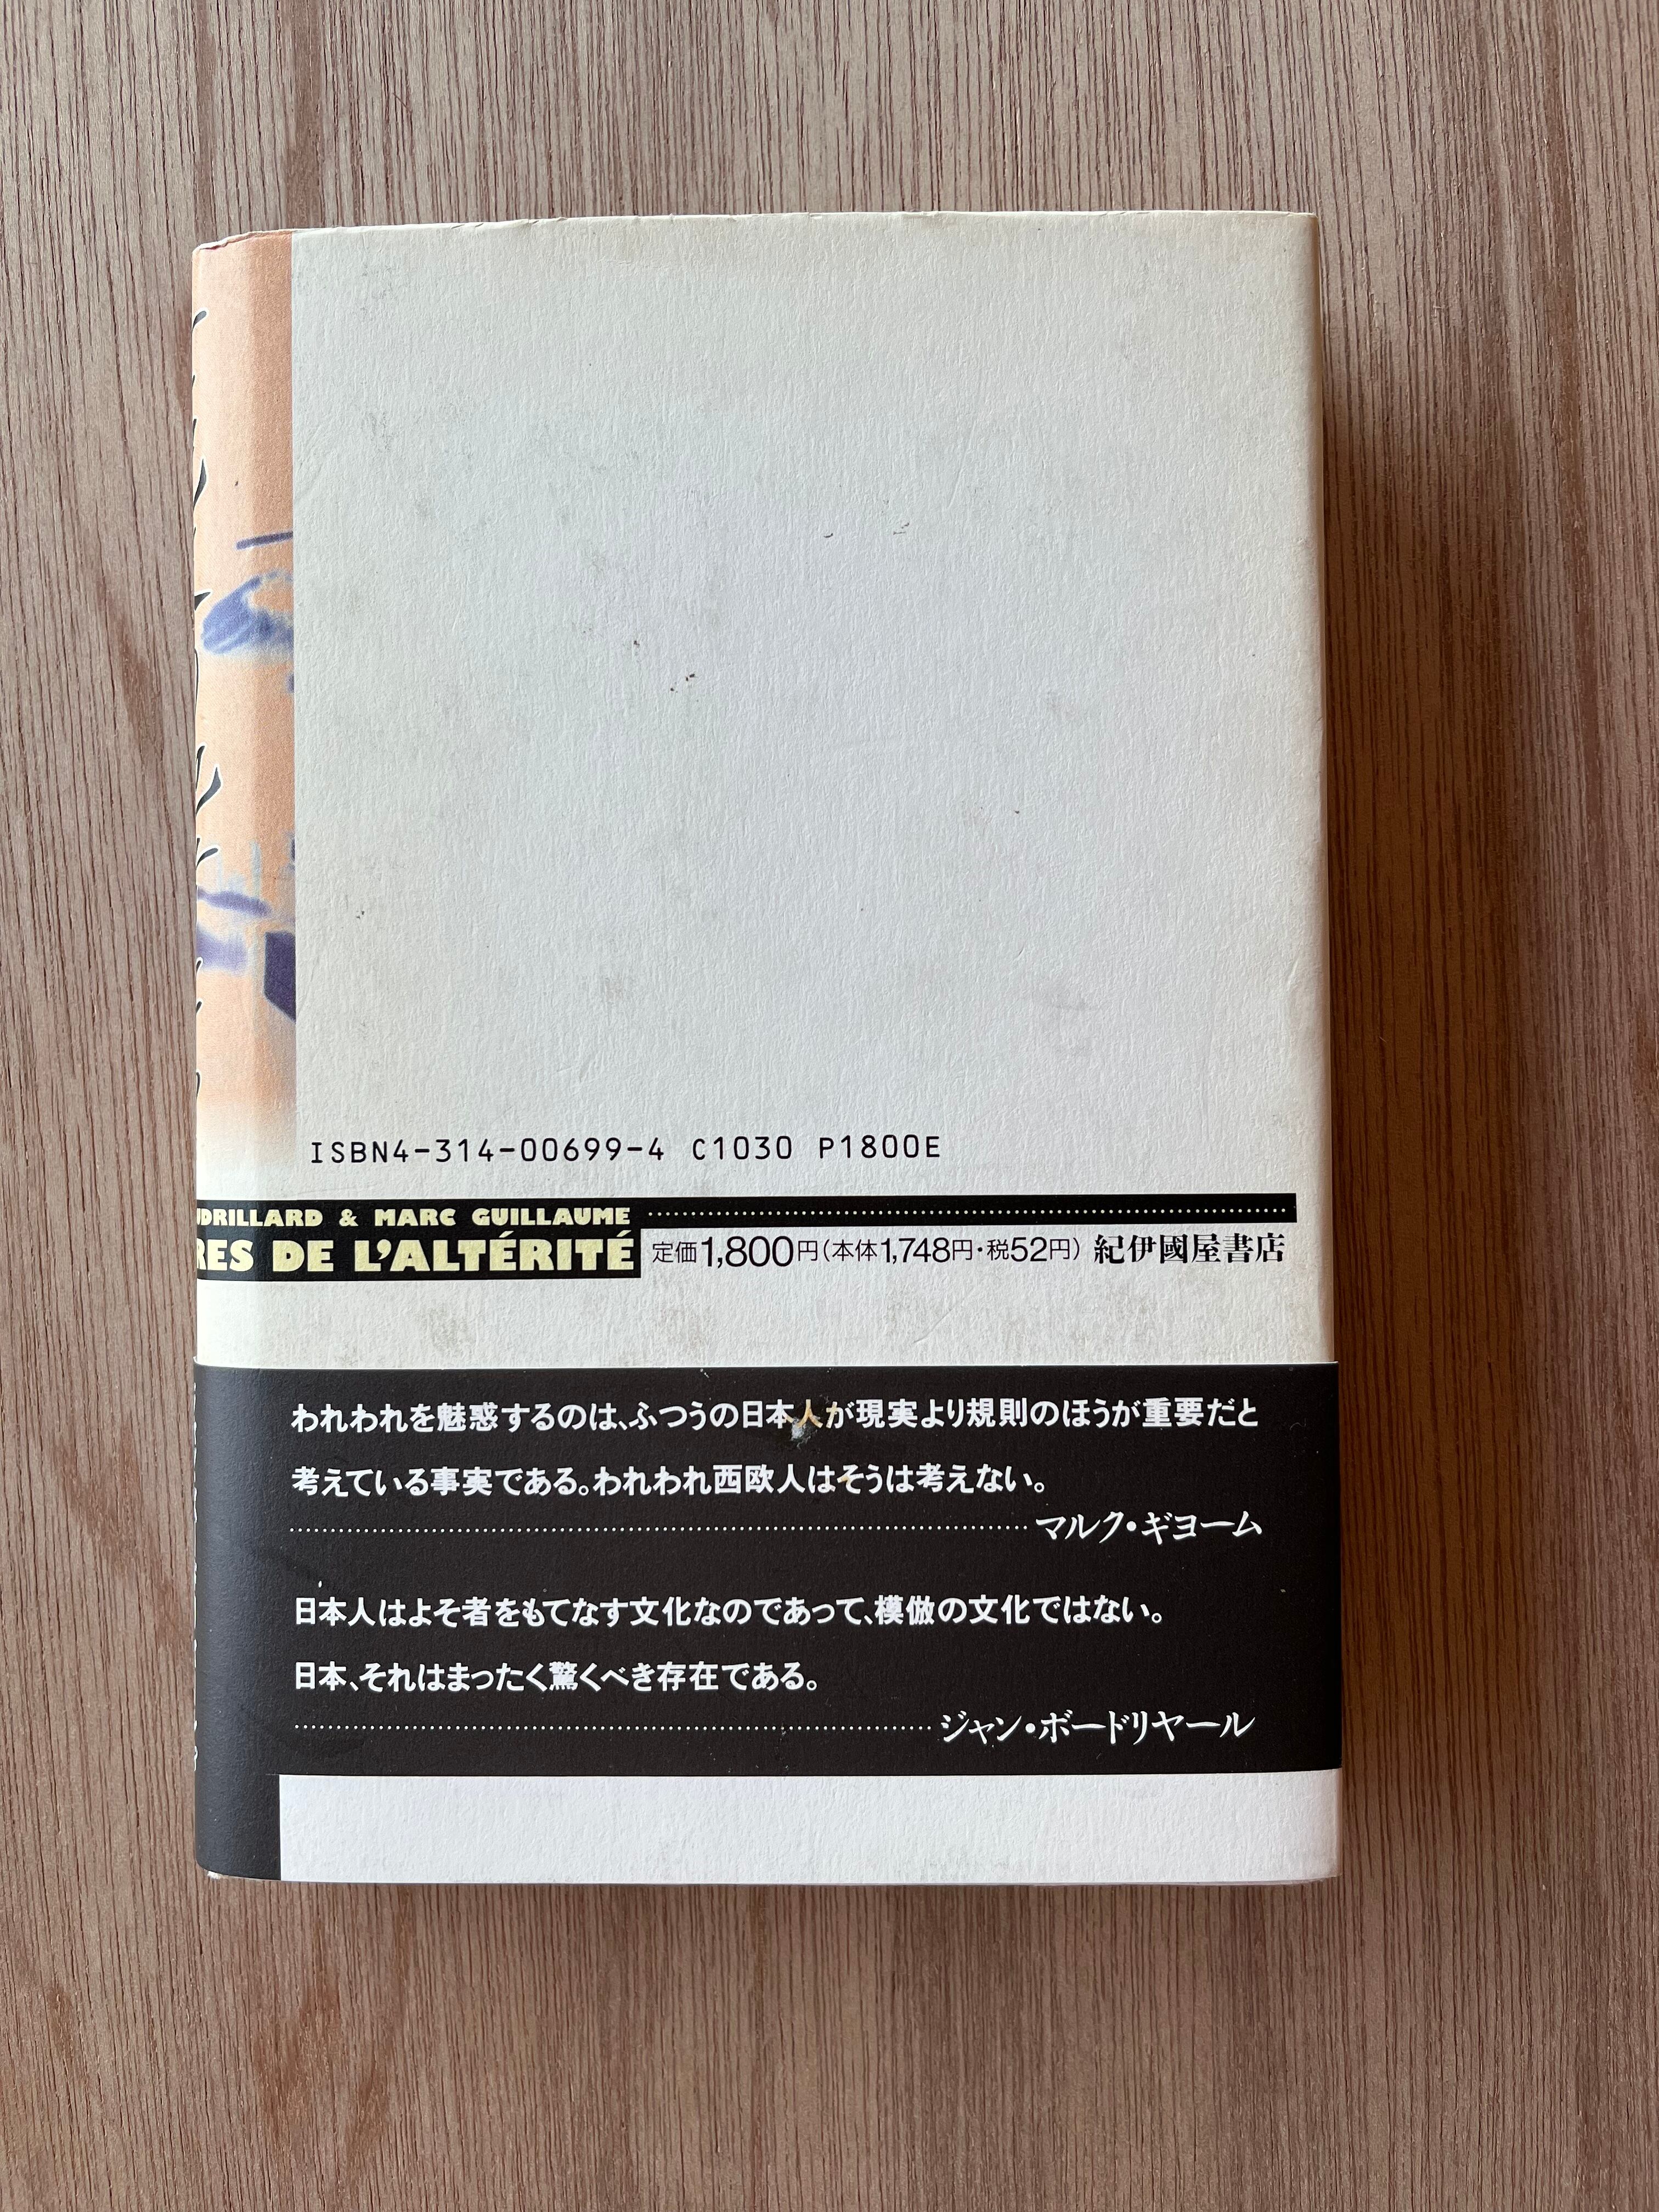 ISBN4-314-00699-4 C1030 P1800E
DRILLARD & MARC GUILLAUME
RES DE L'ALTÉRITÉ
定価1,800円(本体1,748円・税52円) 紀伊國屋書店
われわれを魅惑するのは、ふつうの日本人が現実より規則のほうが重要だと
考えている事実である。われわれ西欧人はそうは考えない。
マルク・ギヨーム
日本人はよそ者をもてなす文化なのであって、模倣の文化ではない。
日本、それはまったく驚くべき存在である。
ジャン・ボードリヤール